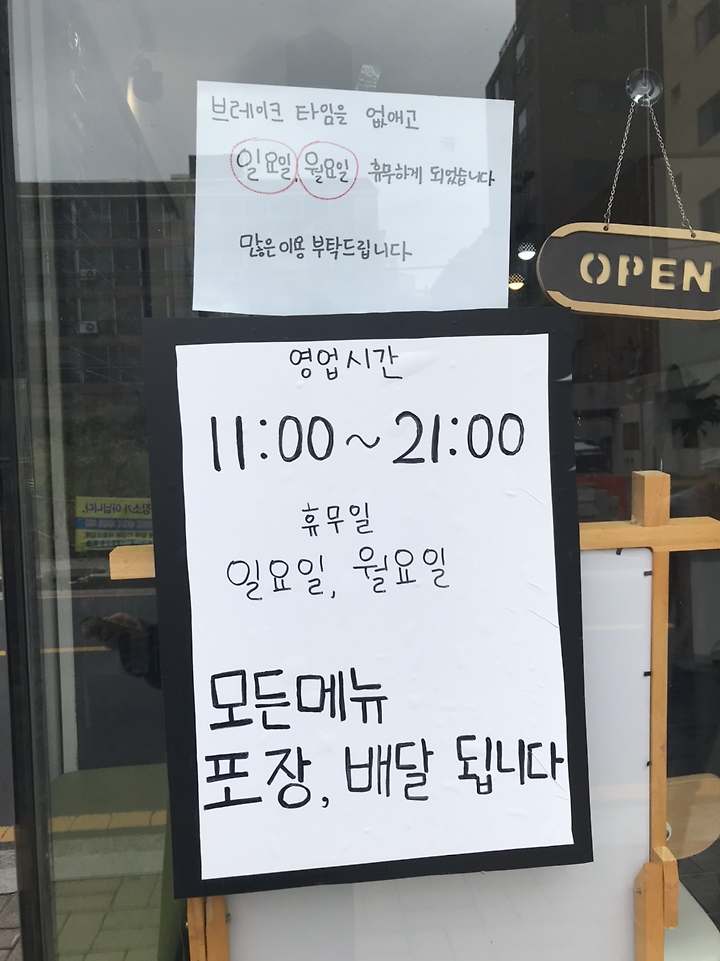 브레이크 타임을 없애고
일요일, 월요일 휴무하게 되었습니다
많은 이용 부탁드립니다
OPEN
영업시간
11:00~21:00
휴무일
일요일, 월요일
모든메뉴
포장, 배달 됩니다